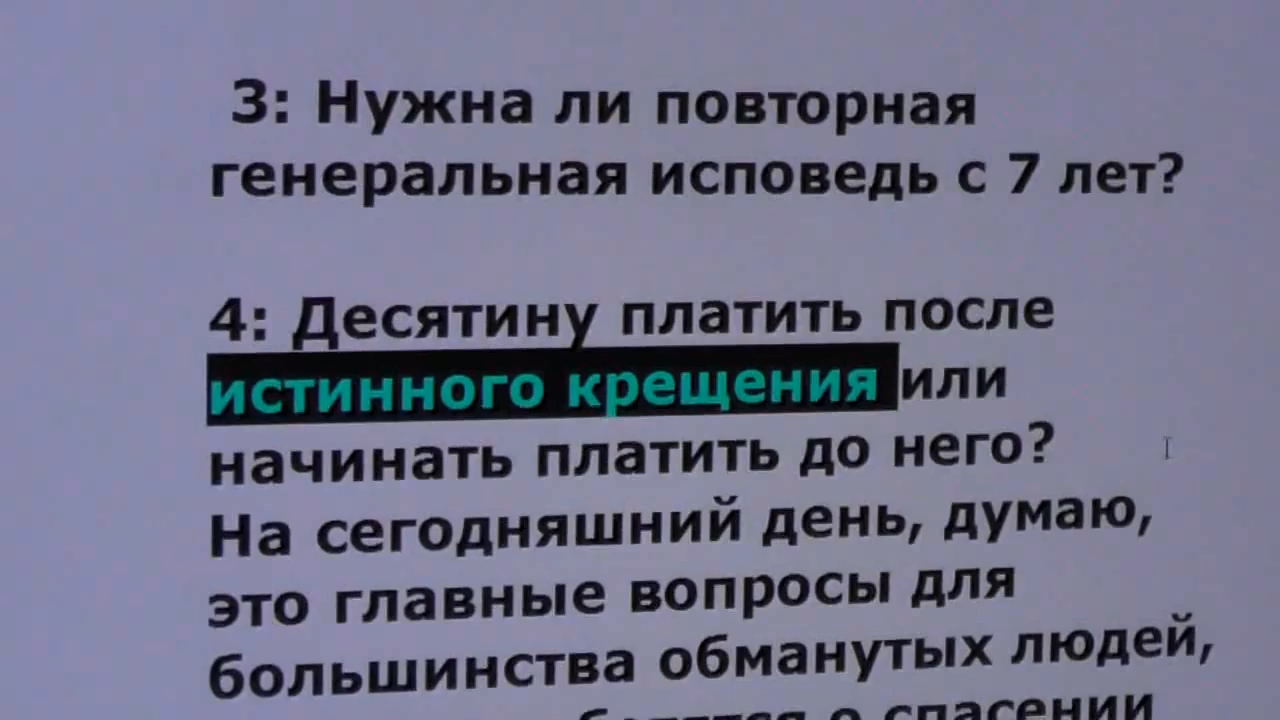 3: Нужна ли повторная
генеральная исповедь с 7 лет?
4: Десятину платить после
истинного крещения или
начинать платить до него?
На сегодняшний день, думаю,
это главные вопросы для
большинства обманутых людей,
о спасении